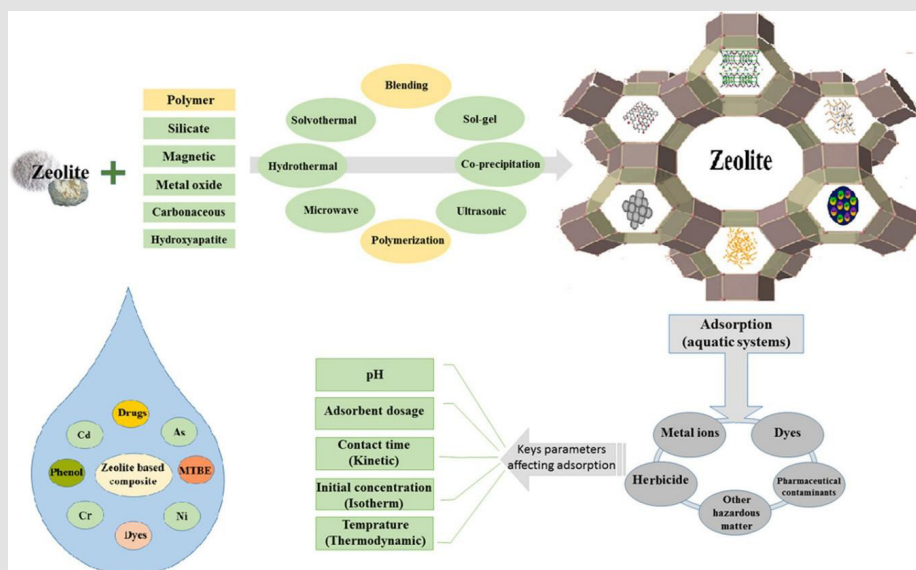 Zeolite
Polymer
Silicate
Magnetic
Metal oxide
Carbonaceous
Hydroxyapatite
Blending
Solvothermal
Sol-gel
Hydrothermal
Co-precipitation
Microwave
Ultrasonic
Polymerization
Zeolite
Adsorption
(aquatic systems)
Metal ions
Dyes
Herbicide
Pharmaceutical
contaminants
Other
hazardous
matter
Keys parameters
affecting adsorption
pH
Adsorbent dosage
Contact time
(Kinetic)
Initial concentration
(Isotherm)
Temprature
(Thermodynamic)
Drugs
Cd
As
Phenol
Zeolite based
composite
MTBE
Cr
Ni
Dyes